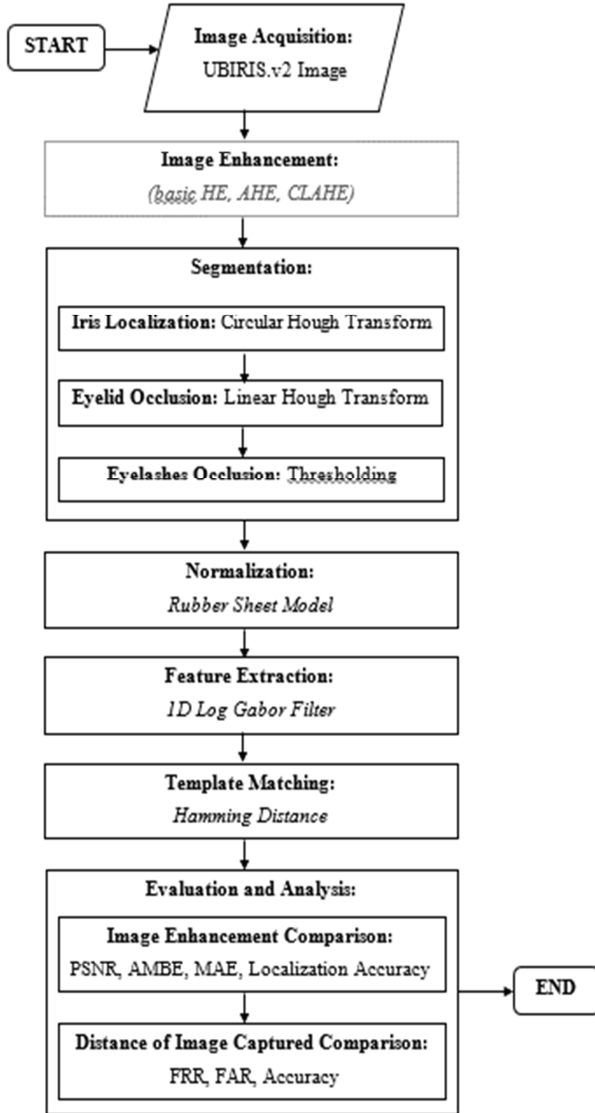 START
Image Acquisition:
UBIRIS.v2 Image
Image Enhancement:
(basic HE, AHE, CLAHE)
Segmentation:
Iris Localization: Circular Hough Transform
Eyelid Occlusion: Linear Hough Transform
Eyelashes Occlusion: Thresholding
Normalization:
Rubber Sheet Model
Feature Extraction:
1D Log Gabor Filter
Template Matching:
Hamming Distance
Evaluation and Analysis:
Image Enhancement Comparison:
PSNR, AMBE, MAE, Localization Accuracy
END
Distance of Image Captured Comparison:
FRR, FAR, Accuracy